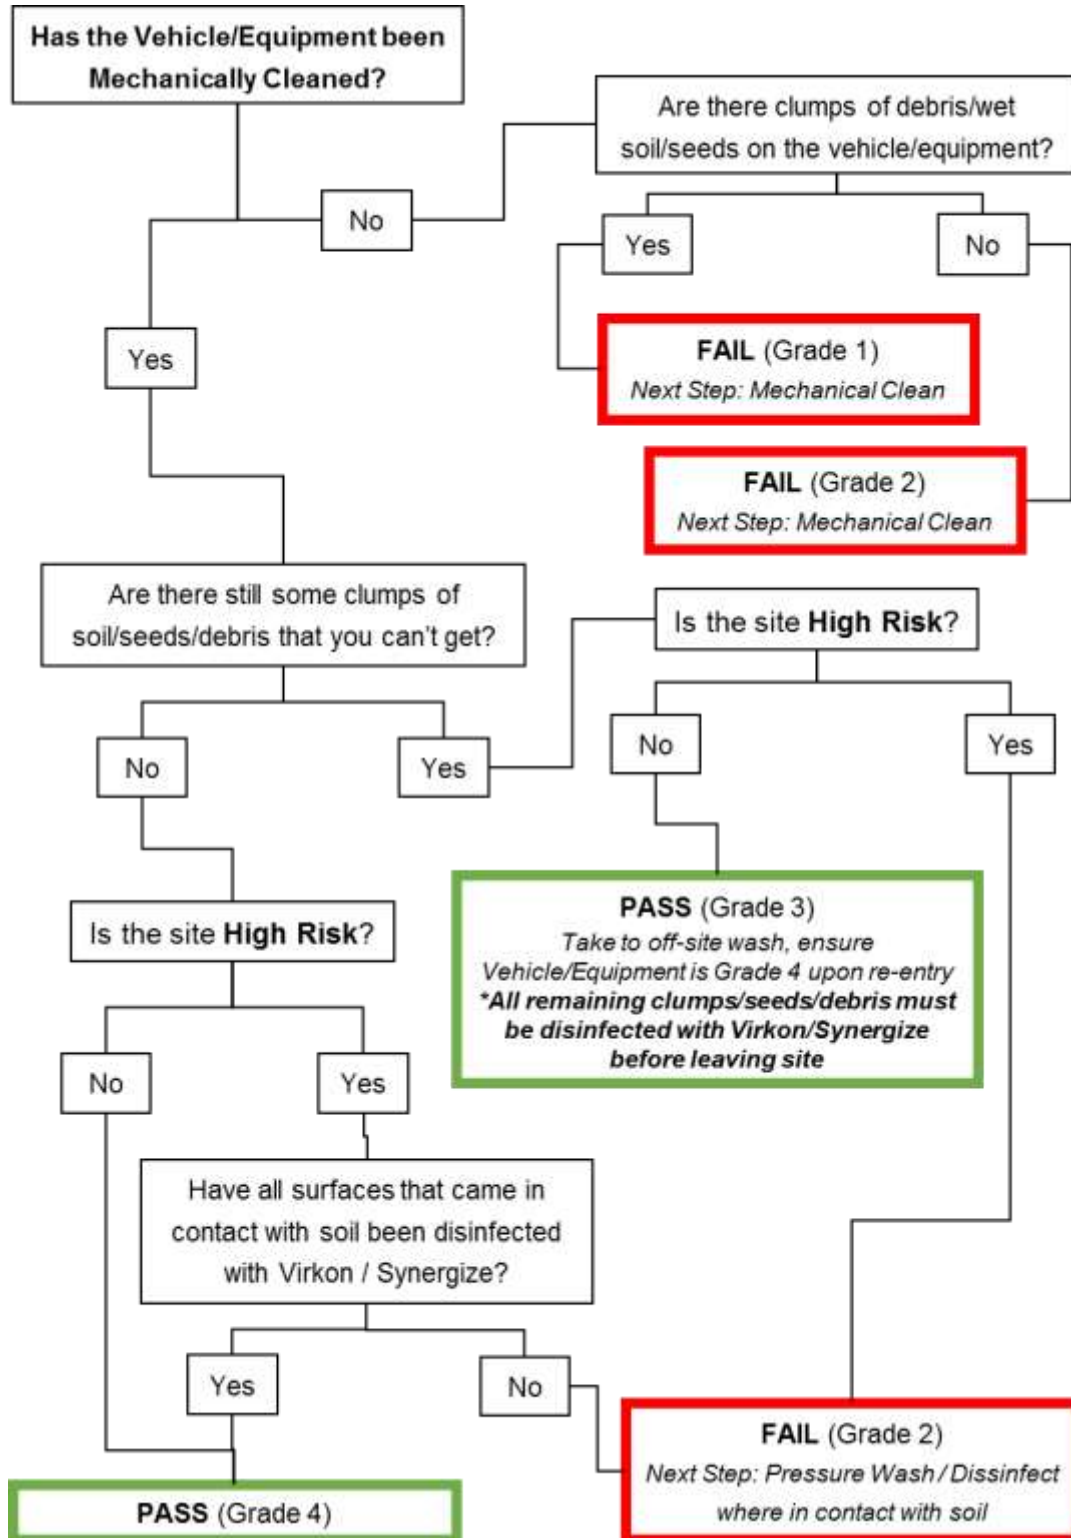 Has the Vehicle/Equipment been
Mechanically Cleaned?
Are there clumps of debris/wet
soil/seeds on the vehicle/equipment?
No
Yes
No
Yes
FAIL (Grade 1)
Next Step: Mechanical Clean
FAIL (Grade 2)
Next Step: Mechanical Clean
Are there still some clumps of
soil/seeds/debris that you can't get?
Is the site High Risk?
No
Yes
No
Yes
PASS (Grade 3)
Take to off-site wash, ensure
Vehicle/Equipment is Grade 4 upon re-entry
*All remaining clumps/seeds/debris must
be disinfected with Virkon/Synergize
before leaving site
Is the site High Risk?
No
Yes
Have all surfaces that came in
contact with soil been disinfected
with Virkon / Synergize?
Yes
No
FAIL (Grade 2)
Next Step: Pressure Wash / Dissinfect
where in contact with soil
PASS (Grade 4)